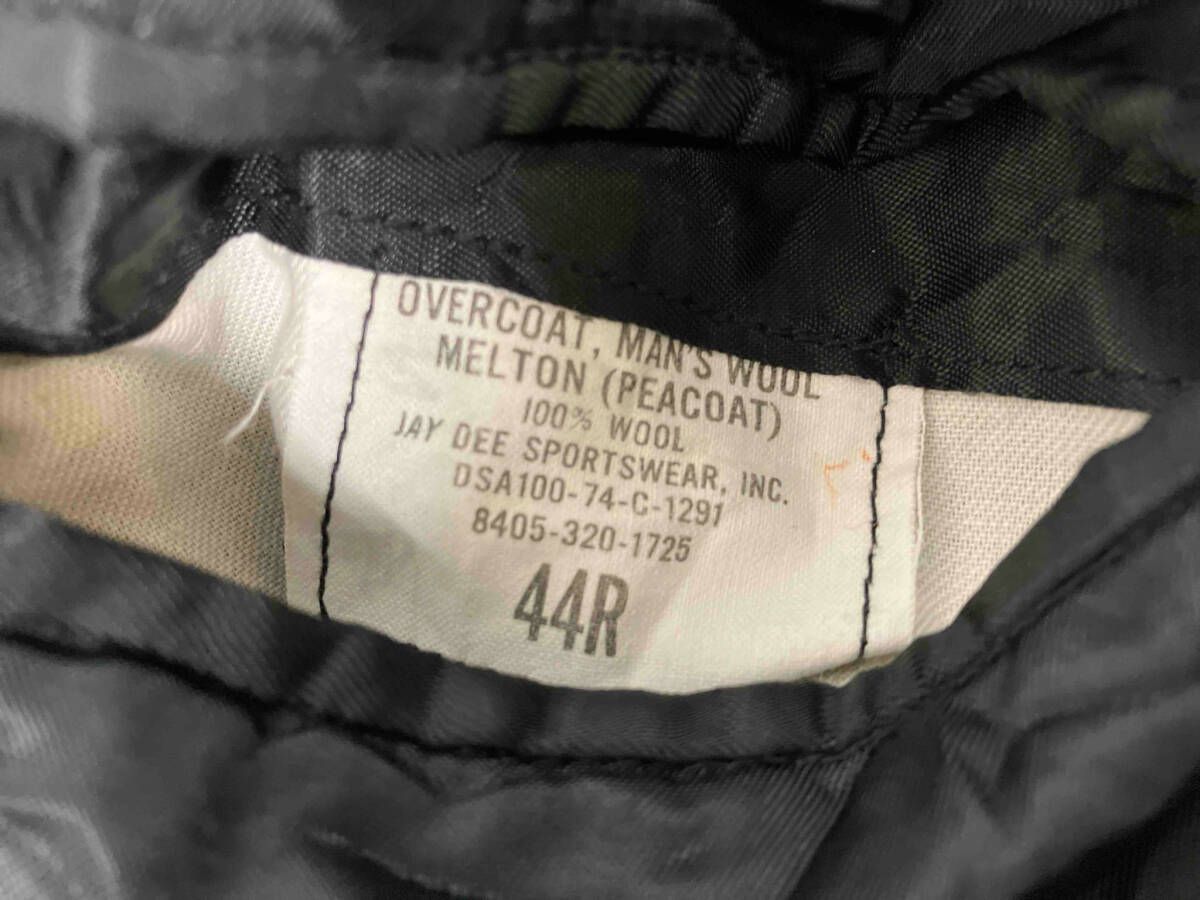 OVERCOAT, MAN'S WOOL
MELTON (PEACOAT)
100% WOOL
JAY DEE SPORTSWEAR, INC.
DSA100-74-C-1291
8405-320-1725
44R